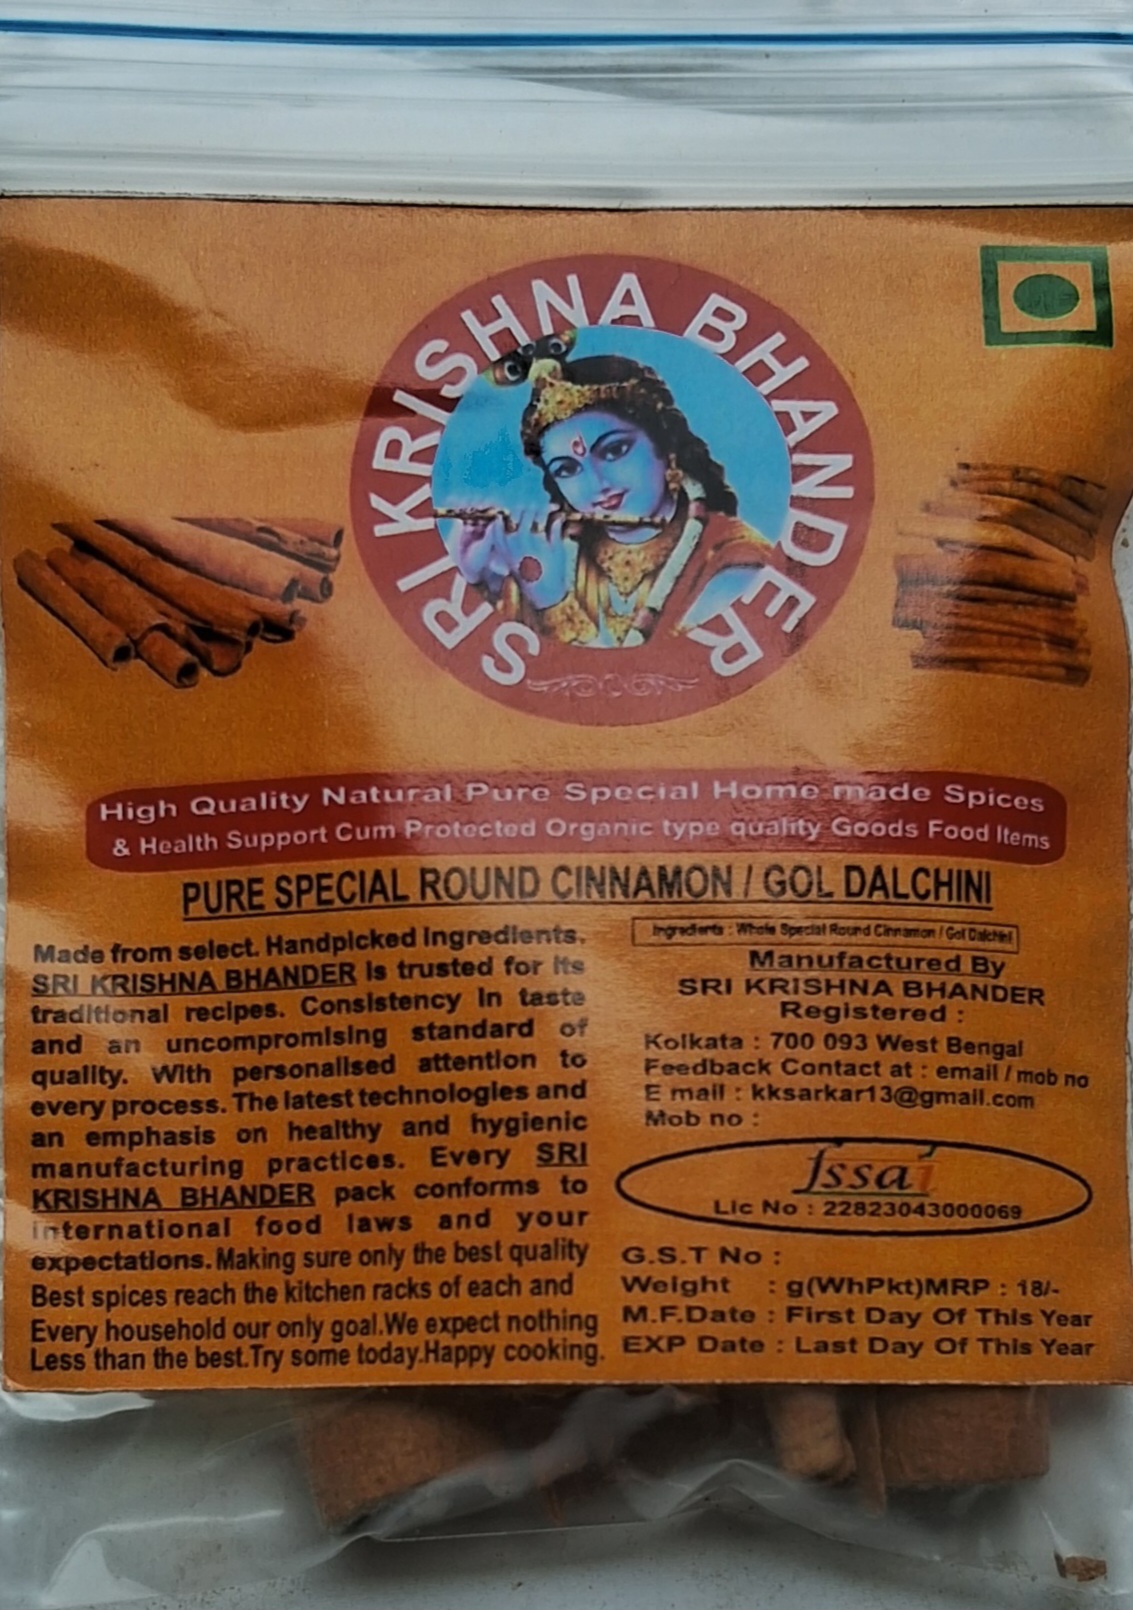 SRI KRISHNA BHANDER
High Quality Natural Pure Special Home made Spices
& Health Support Cum Protected Organic type quality Goods Food Items
PURE SPECIAL ROUND CINNAMON / GOL DALCHINI
Made from select. Handpicked Ingredients.
SRI KRISHNA BHANDER is trusted for its
traditional recipes. Consistency in taste
and an uncompromising standard of
quality. With personalised attention to
every process. The latest technologies and
an emphasis on healthy and hygienic
manufacturing practices. Every SRI
KRISHNA BHANDER pack conforms to
international food laws and your
expectations. Making sure only the best quality
Best spices reach the kitchen racks of each and
Every household our only goal.We expect nothing
Less than the best.Try some today.Happy cooking.
Ingredients : Whole Special Round Cinnamon / Gol Dalchini
Manufactured By
SRI KRISHNA BHANDER
Registered :
Kolkata : 700 093 West Bengal
Feedback Contact at : email / mob no
E mail : kksarkar13@gmail.com
Mob no :
fssai
Lic No : 22823043000069
G.S.T No :
Weight : g(WhPkt)MRP : 18/-
M.F.Date : First Day Of This Year
EXP Date : Last Day Of This Year